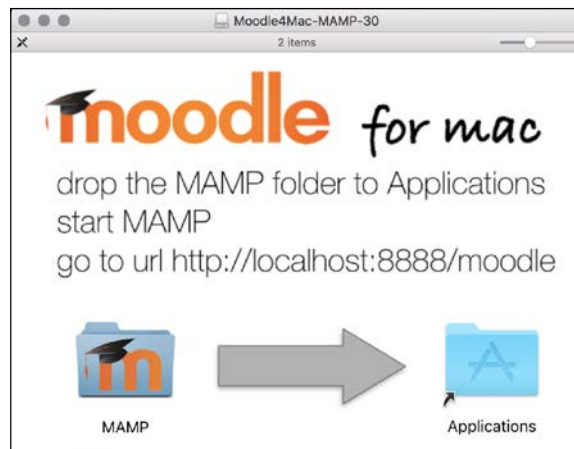 Moodle4Mac-MAMP-30
2 items
moodle for mac
drop the MAMP folder to Applications
start MAMP
go to url http://localhost:8888/moodle
m
MAMP
Applications